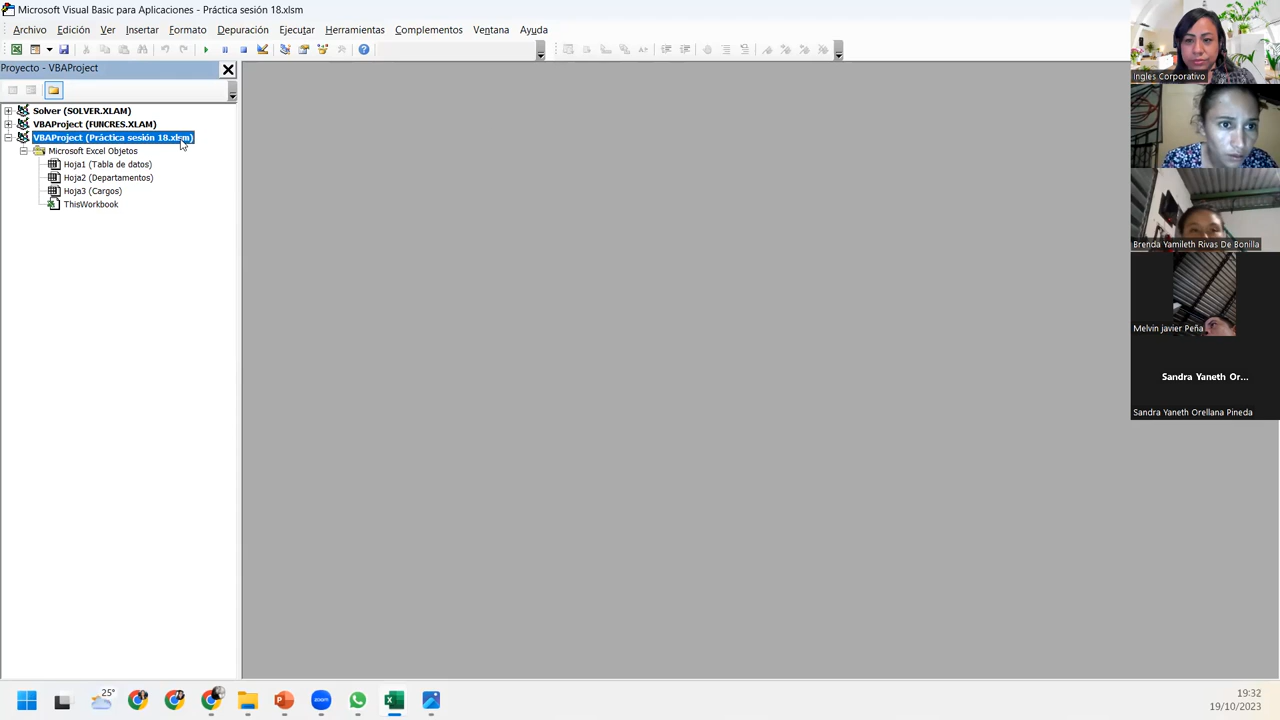 Microsoft Visual Basic para Aplicaciones - Práctica sesión 18.xlsm
Archivo Edición Ver Insertar Formato Depuración Ejecutar Herramientas Complementos Ventana Ayuda
Proyecto - VBAProject
Solver (SOLVER.XLAM)
VBAProject (FUNCRES.XLAM)
VBAProject (Práctica sesión 18.xlsm)
Microsoft Excel Objetos
Hoja1 (Tabla de datos)
Hoja2 (Departamentos)
Hoja3 (Cargos)
ThisWorkbook
Ingles Corporativo
Brenda Yamileth Rivas De Bonilla
Melvin javier Peña
Sandra Yaneth Or...
Sandra Yaneth Orellana Pineda
25°
zoom
19:32
19/10/2023